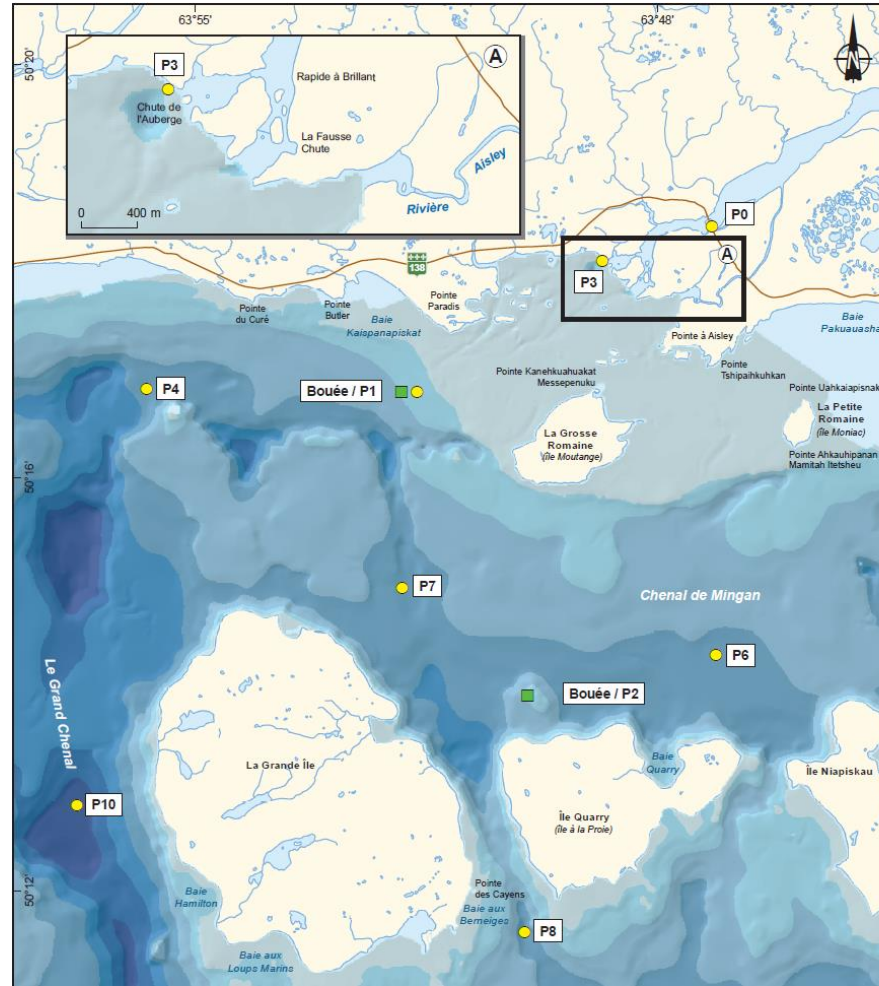 63°55'
63°48'
50°20'
50°16'
50°12'
A
P3
Chute de
l'Auberge
Rapide à Brillant
La Fausse
Chute
Aisley
Rivière
0 400 m
P0
A
P3
138
Pointe
du Curé
Pointe
Butler
Baie
Kaispanapiskat
Pointe
Paradis
Pointe à Aisley
Baie
Pakuauasha
Pointe
Tshipaihkuhkan
Pointe Kanehkuahuakat
Messepenuku
Pointe Uahkaiapisnak
La Petite
Romaine
(Île Moniac)
Pointe Ahkauhipanan
Mamitah Itetsheu
La Grosse
Romaine
(Île Moutange)
P4
Bouée / P1
P7
Chenal de Mingan
P6
Bouée / P2
Le Grand Chenal
La Grande Île
Baie
Quarry
Île Niapiskau
P10
Île Quarry
(Île à la Proie)
Pointe
des Cayens
Baie
Hamilton
Baie aux
Berneiges
P8
Baie aux
Loups Marins